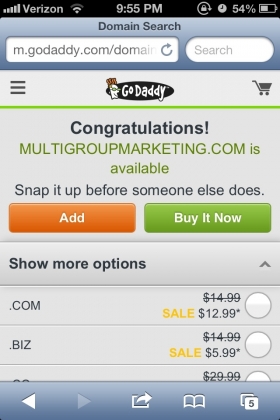 Verizon 9:55 PM 54%
Domain Search
m.godaddy.com/domain Search
GoDaddy
Congratulations!
MULTIGROUPMARKETING.COM is
available
Snap it up before someone else does.
Add Buy It Now
Show more options
.COM $14.99
SALE $12.99*
.BIZ $14.99
SALE $5.99*
$29.99
5